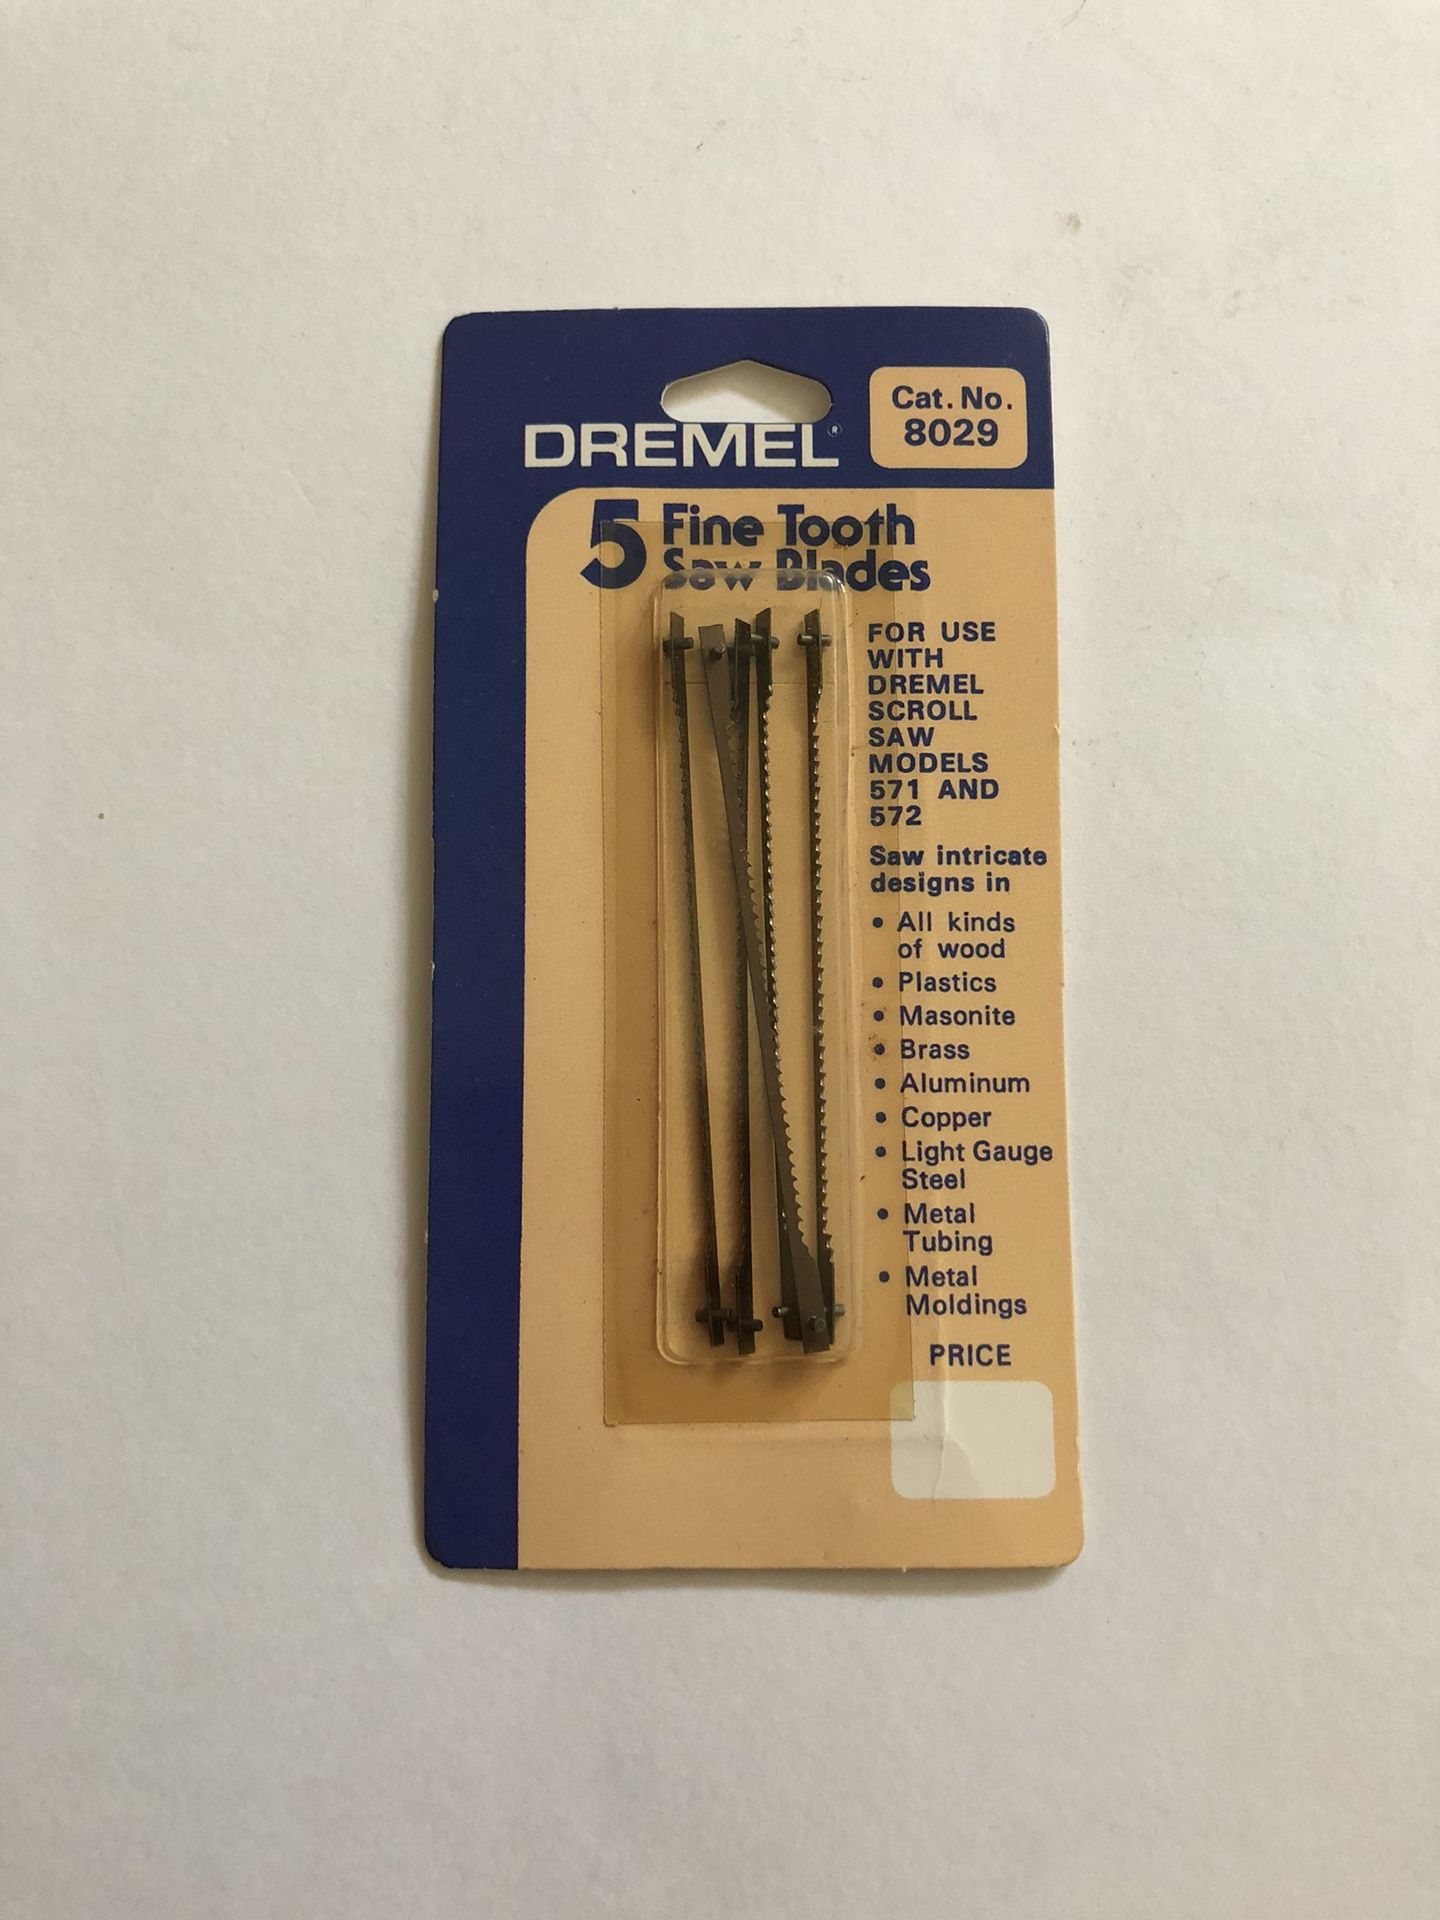 DREMEL®
Cat. No.
8029
5 Fine Tooth
Saw Blades
FOR USE
WITH
DREMEL
SCROLL
SAW
MODELS
571 AND
572
Saw intricate
designs in
• All kinds
of wood
• Plastics
• Masonite
• Brass
• Aluminum
• Copper
• Light Gauge
Steel
• Metal
Tubing
• Metal
Moldings
PRICE